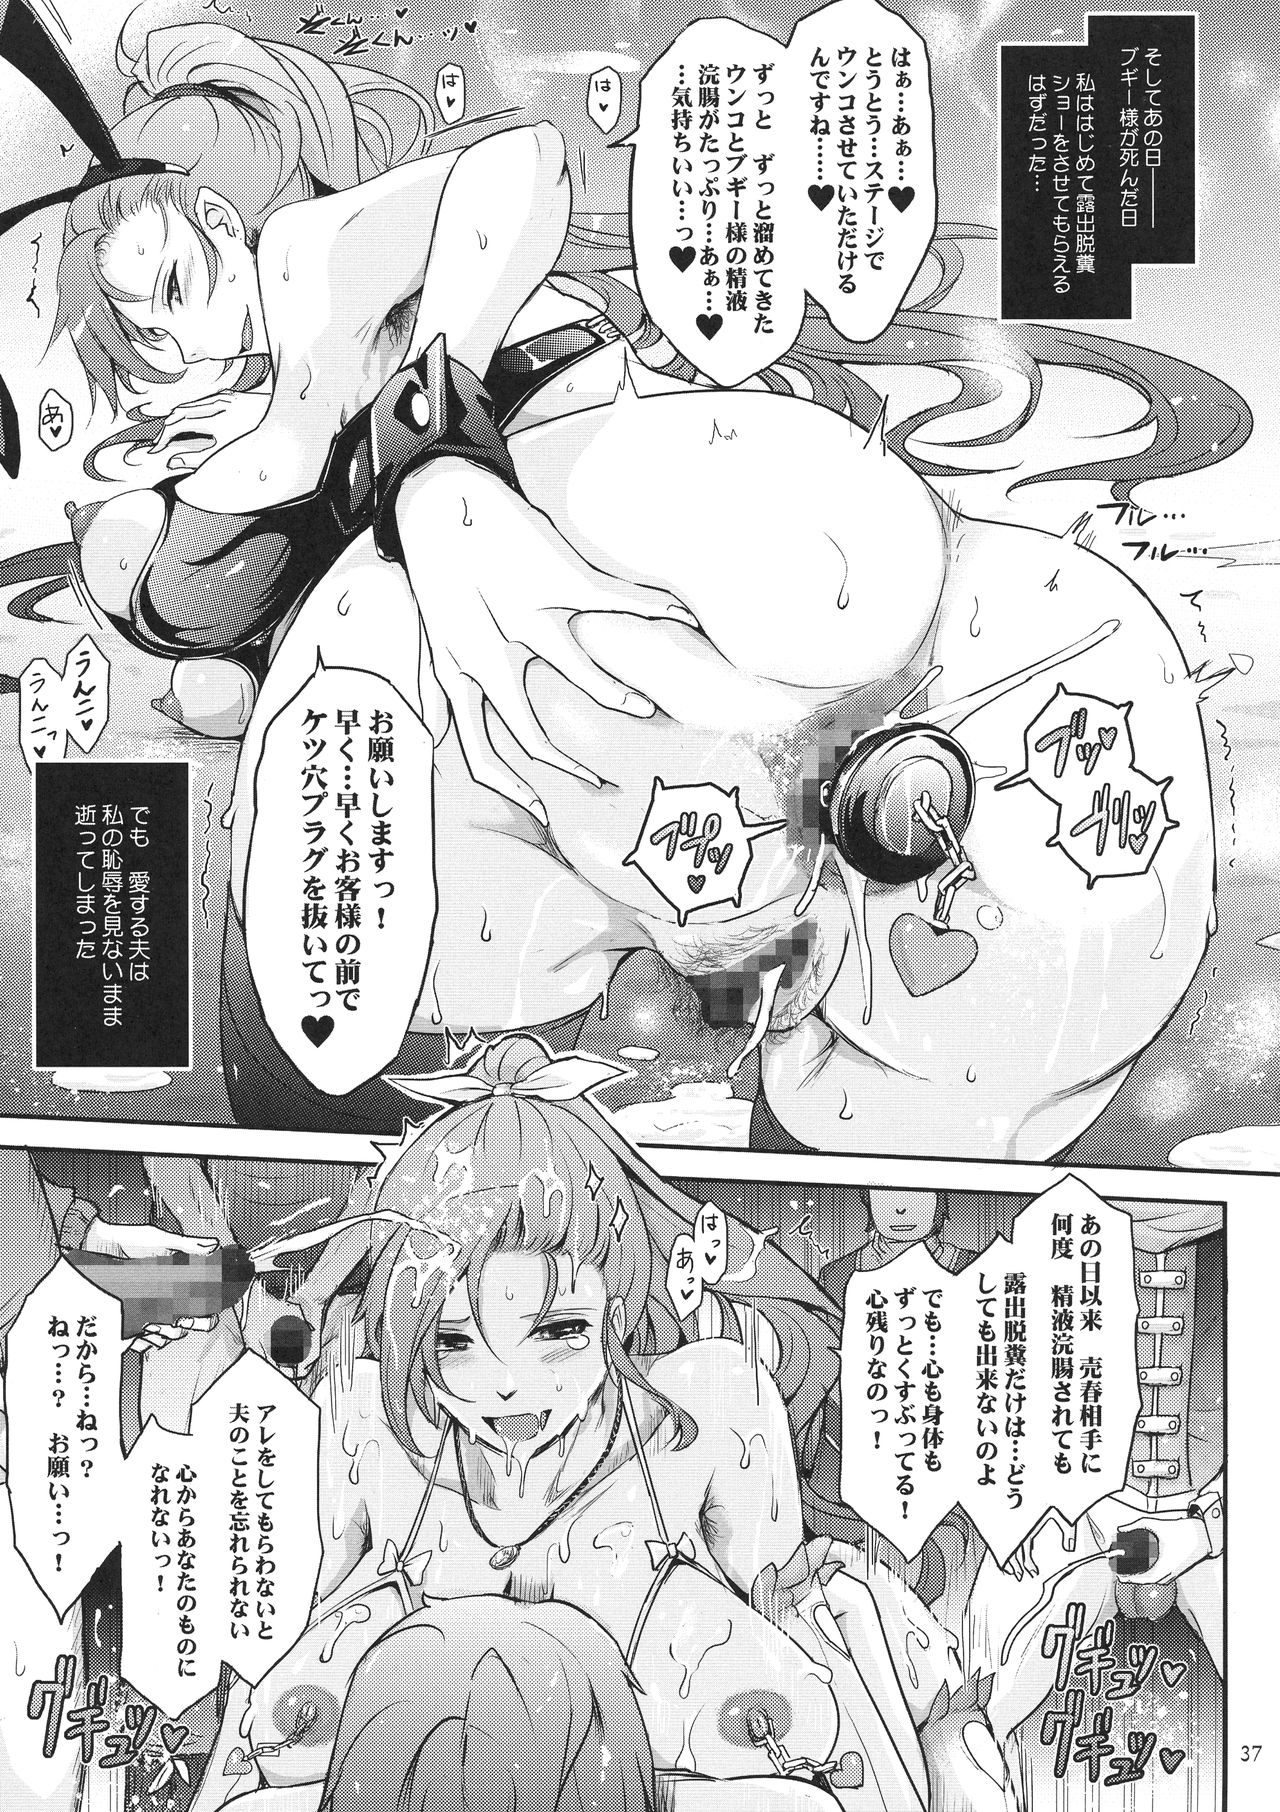 そしてあの日――
ブギー様が死んだ日
私ははじめて露出脱糞
ショーをさせてもらえる
はずだった…
はぁ…あぁ…
とうとう…ステージで
ウンコさせていただける
んですね……♥
ずっと ずっと溜めてきた
ウンコとブギー様の精液
浣腸がたっぷり…あぁ…♥
…気持ちいい…っ♥
は♥
は♥
あ♥
ブルル…
ブルル…
うんこ♥
うんこっ♥
ブブッ♥
ブリッ♥
ブプッ♡
お願いしますっ！
早く…早くお客様の前で
ケツ穴プラグを抜いてっ♥
でも 愛する夫は
私の恥辱を見ないまま
逝ってしまった
あの日以来 売春相手に
何度 精液浣腸されても
露出脱糞だけは…どう
しても出来ないのよ
でも…心も身体も
ずっとくすぶってる！
心残りなのっ！
はっ♥
あっ♥
アレをしてもらわないと
夫のことを忘れられない
心からあなたのものに
なれないっ！
だから…ねっ？
ねっ…？ お願い…っ！
グギュッ♥
グギュッ♥
グギュッ♥
グギュッ♥
37